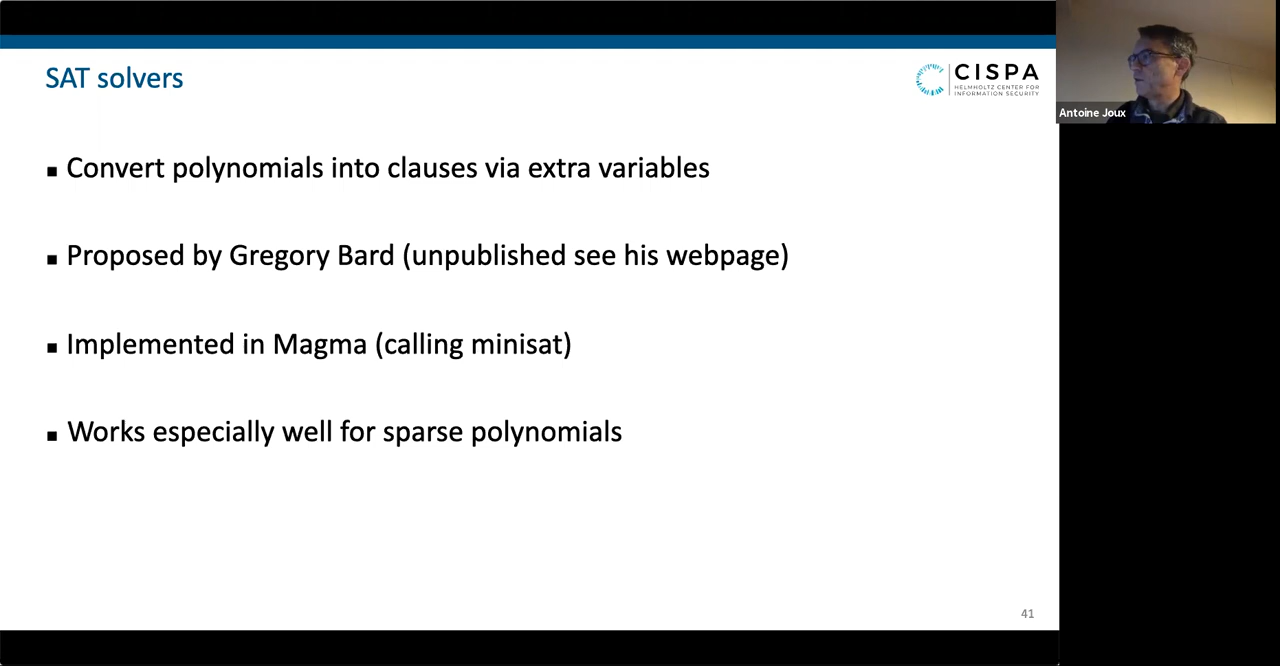 SAT solvers
CISPA
HELMHOLTZ CENTER FOR
INFORMATION SECURITY
Antoine Joux
▪ Convert polynomials into clauses via extra variables
▪ Proposed by Gregory Bard (unpublished see his webpage)
▪ Implemented in Magma (calling minisat)
▪ Works especially well for sparse polynomials
41